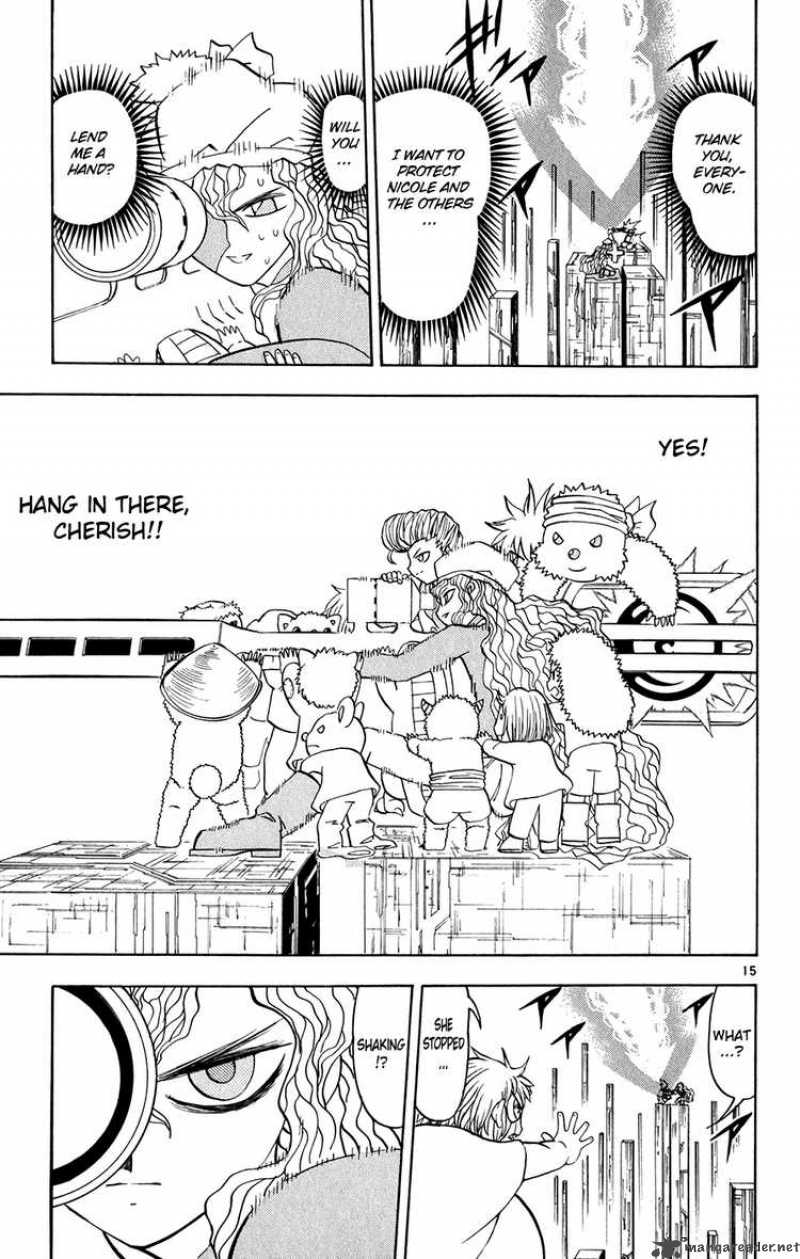 THANK
YOU,
EVERY-
ONE.
I WANT TO
PROTECT
NICOLE AND
THE OTHERS
...
WILL
YOU
...
LEND
ME A
HAND?
YES!
HANG IN THERE,
CHERISH!!
15
WHAT
...?
SHE
STOPPED
...
SHAKING
!?
mangareader.net